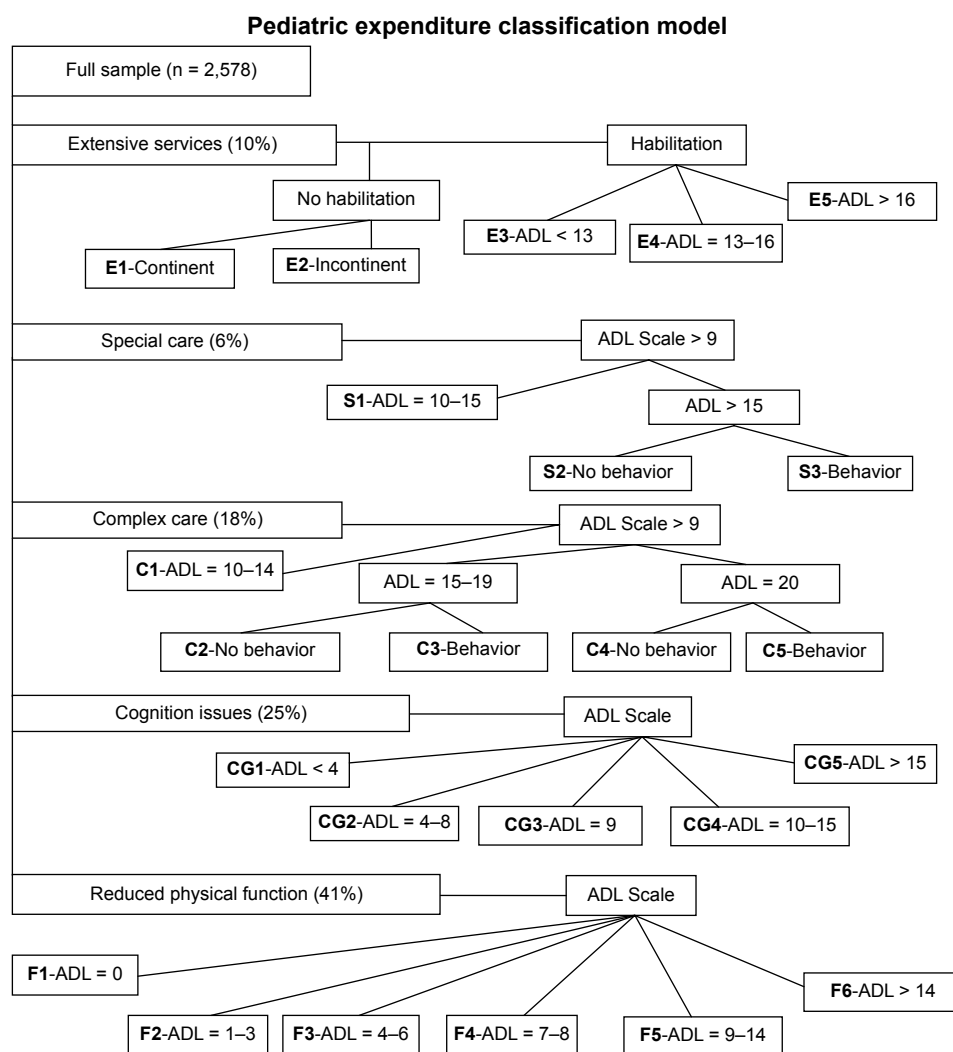 Pediatric expenditure classification model
Full sample (n = 2,578)
Extensive services (10%)
Habilitation
No habilitation
E5-ADL > 16
E3-ADL < 13
E4-ADL = 13–16
E1-Continent
E2-Incontinent
Special care (6%)
ADL Scale > 9
S1-ADL = 10–15
ADL > 15
S2-No behavior
S3-Behavior
Complex care (18%)
ADL Scale > 9
C1-ADL = 10–14
ADL = 15–19
ADL = 20
C2-No behavior
C3-Behavior
C4-No behavior
C5-Behavior
Cognition issues (25%)
ADL Scale
CG1-ADL < 4
CG5-ADL > 15
CG2-ADL = 4–8
CG3-ADL = 9
CG4-ADL = 10–15
Reduced physical function (41%)
ADL Scale
F1-ADL = 0
F6-ADL > 14
F2-ADL = 1–3
F3-ADL = 4–6
F4-ADL = 7–8
F5-ADL = 9–14